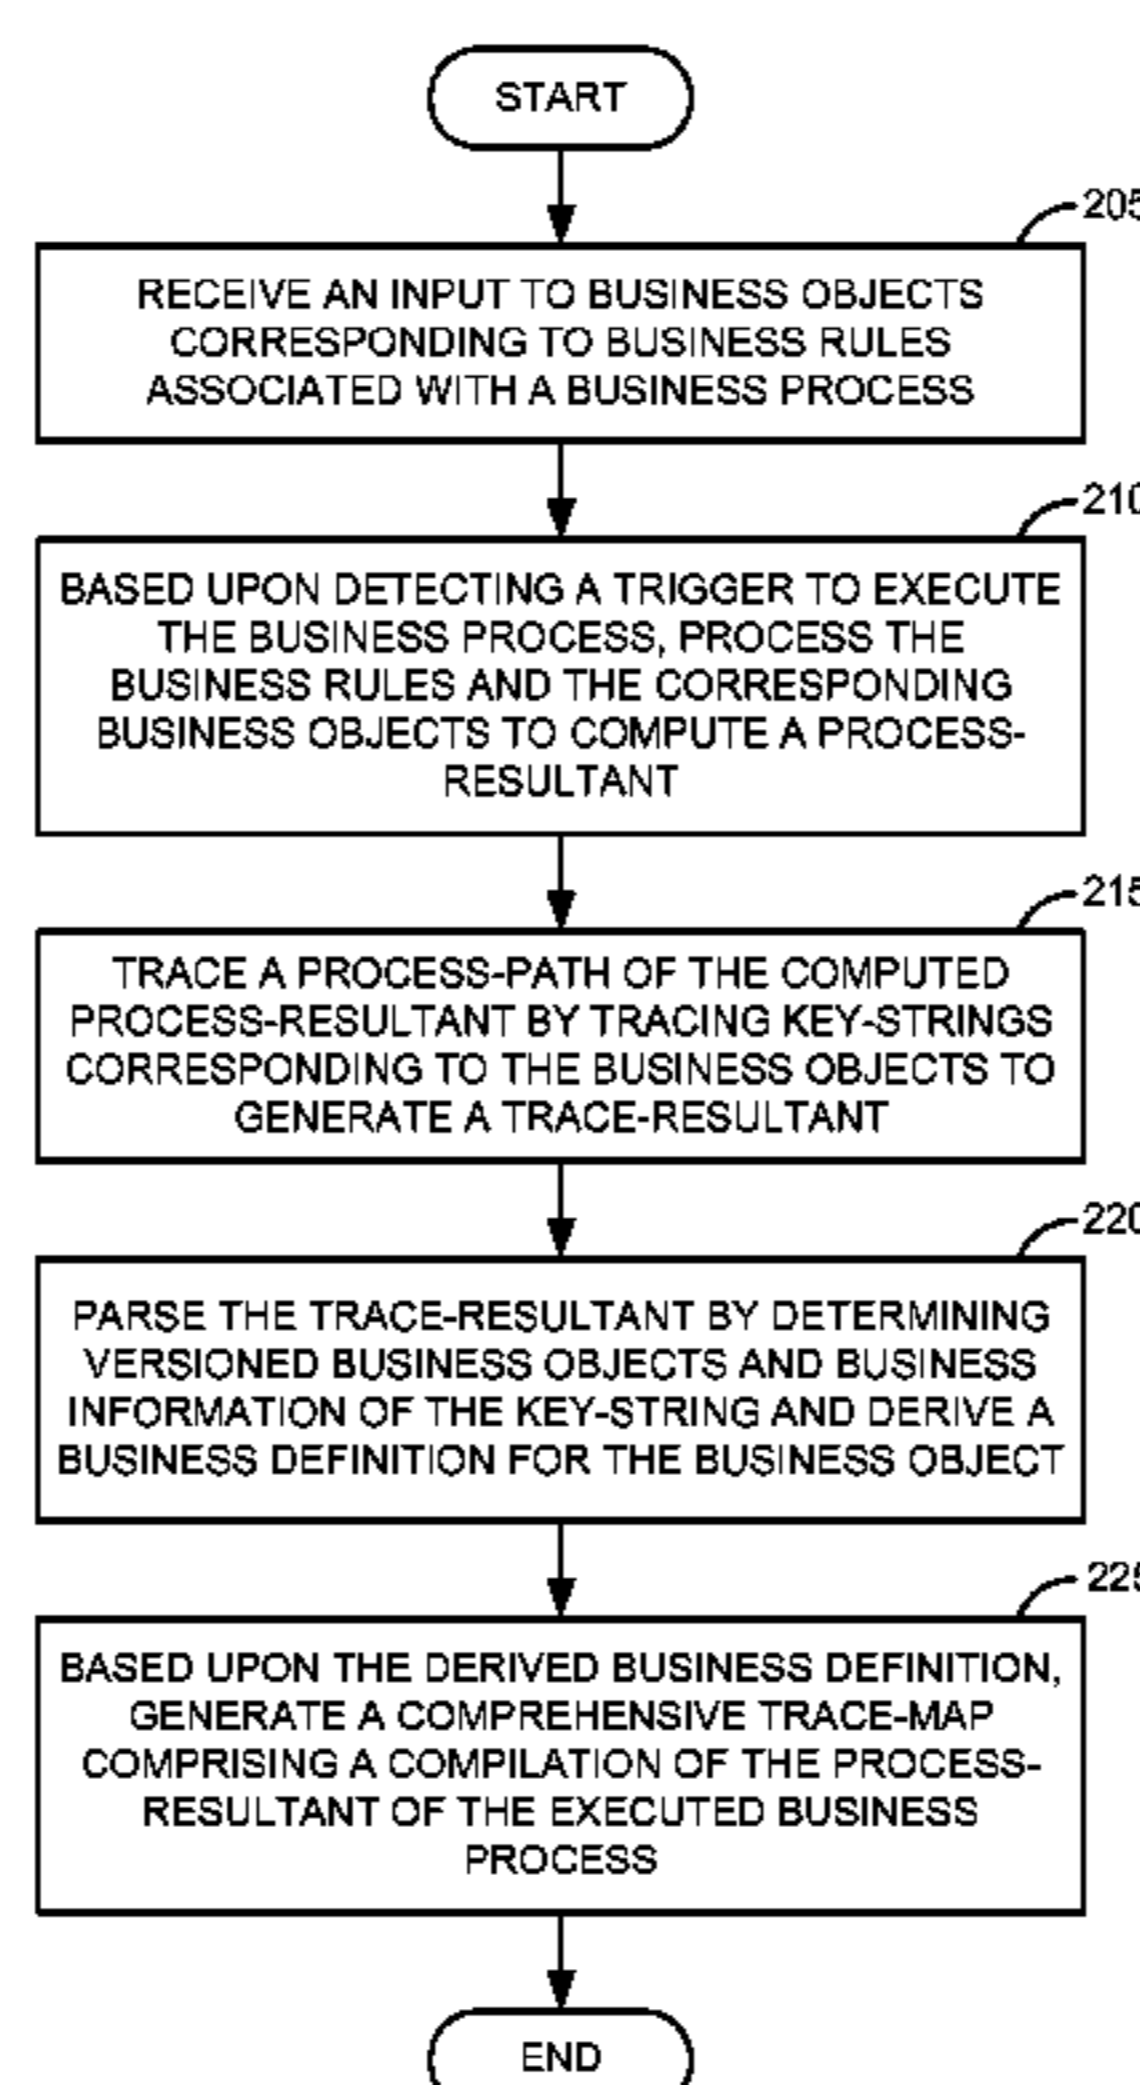 START
205
RECEIVE AN INPUT TO BUSINESS OBJECTS
CORRESPONDING TO BUSINESS RULES
ASSOCIATED WITH A BUSINESS PROCESS
210
BASED UPON DETECTING A TRIGGER TO EXECUTE
THE BUSINESS PROCESS, PROCESS THE
BUSINESS RULES AND THE CORRESPONDING
BUSINESS OBJECTS TO COMPUTE A PROCESS-
RESULTANT
215
TRACE A PROCESS-PATH OF THE COMPUTED
PROCESS-RESULTANT BY TRACING KEY-STRINGS
CORRESPONDING TO THE BUSINESS OBJECTS TO
GENERATE A TRACE-RESULTANT
220
PARSE THE TRACE-RESULTANT BY DETERMINING
VERSIONED BUSINESS OBJECTS AND BUSINESS
INFORMATION OF THE KEY-STRING AND DERIVE A
BUSINESS DEFINITION FOR THE BUSINESS OBJECT
225
BASED UPON THE DERIVED BUSINESS DEFINITION,
GENERATE A COMPREHENSIVE TRACE-MAP
COMPRISING A COMPILATION OF THE PROCESS-
RESULTANT OF THE EXECUTED BUSINESS
PROCESS
END